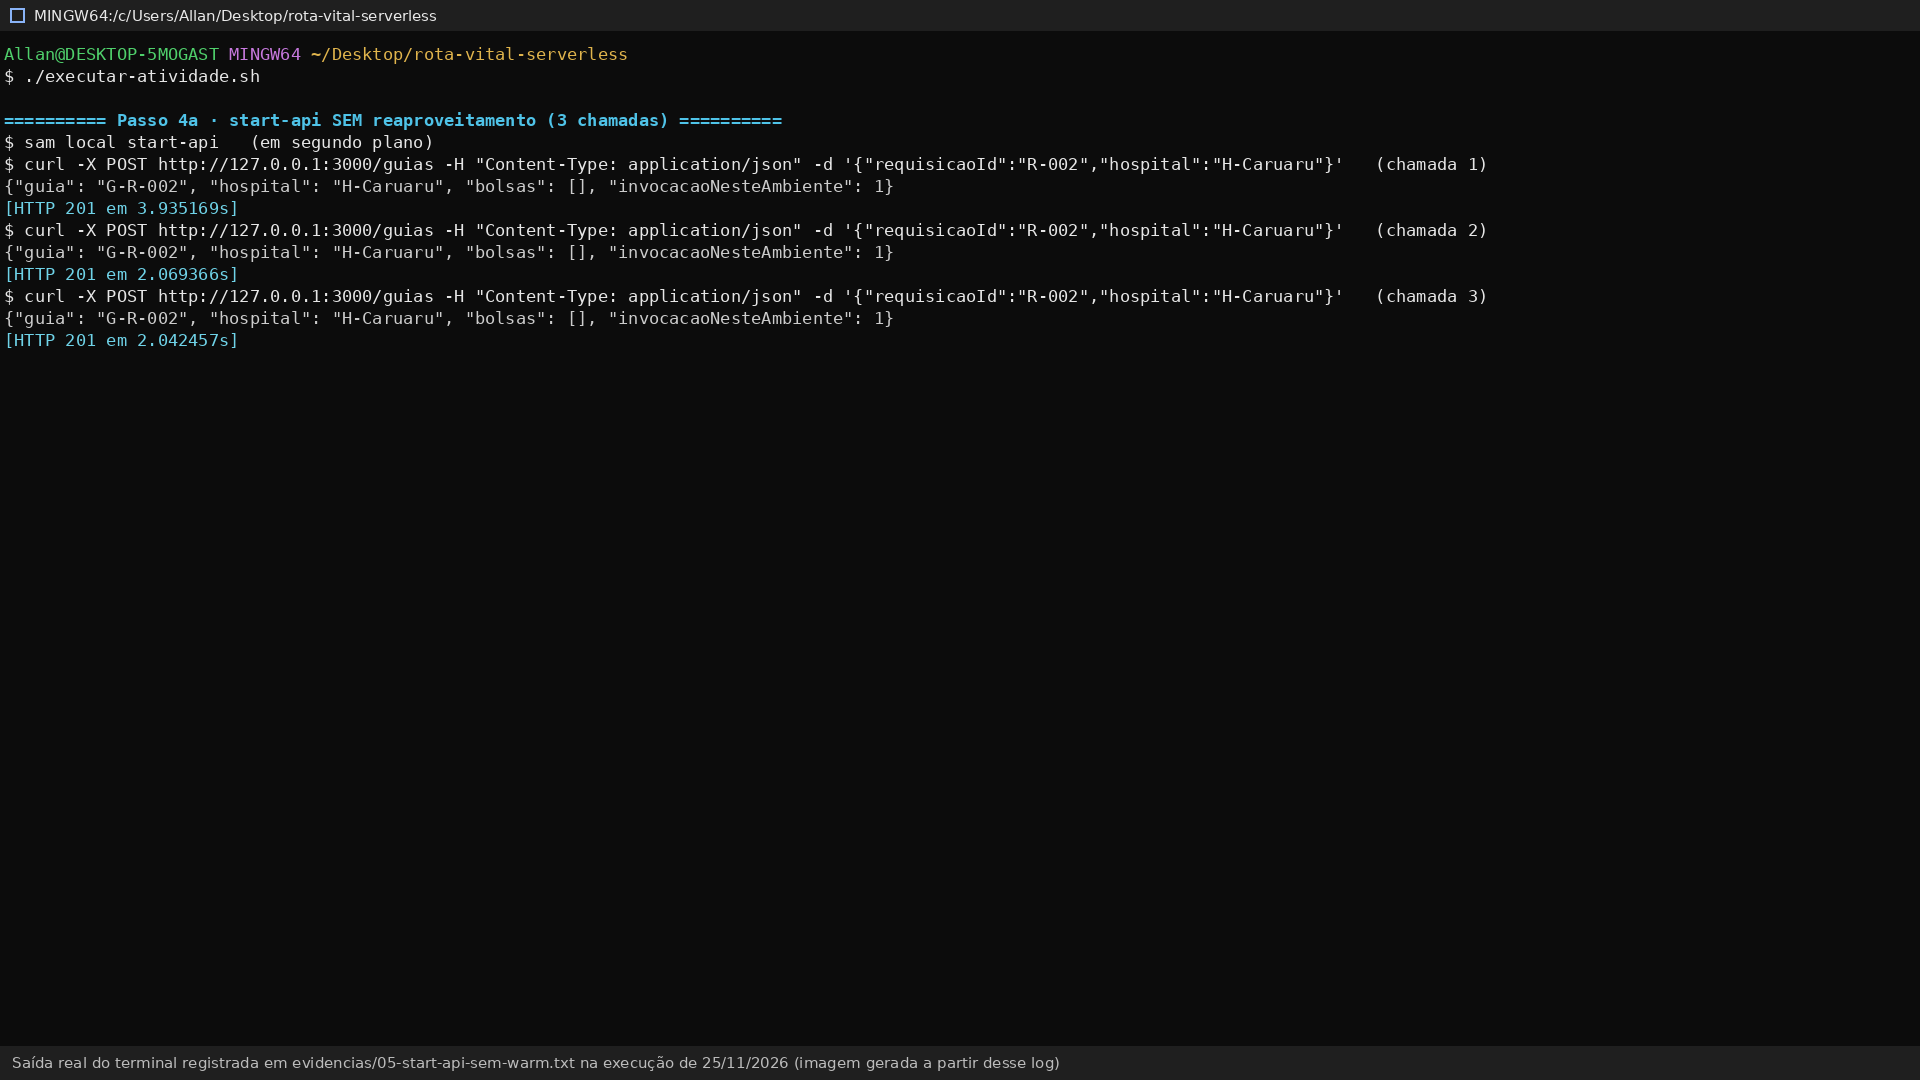 MINGW64:/c/Users/Allan/Desktop/rota-vital-serverless
Allan@DESKTOP-5MOGAST MINGW64 ~/Desktop/rota-vital-serverless
$ ./executar-atividade.sh
========== Passo 4a · start-api SEM reaproveitamento (3 chamadas) ==========
$ sam local start-api   (em segundo plano)
$ curl -X POST http://127.0.0.1:3000/guias -H "Content-Type: application/json" -d '{"requisicaoId":"R-002","hospital":"H-Caruaru"}'   (chamada 1)
{"guia": "G-R-002", "hospital": "H-Caruaru", "bolsas": [], "invocacaoNesteAmbiente": 1}
[HTTP 201 em 3.935169s]
$ curl -X POST http://127.0.0.1:3000/guias -H "Content-Type: application/json" -d '{"requisicaoId":"R-002","hospital":"H-Caruaru"}'   (chamada 2)
{"guia": "G-R-002", "hospital": "H-Caruaru", "bolsas": [], "invocacaoNesteAmbiente": 1}
[HTTP 201 em 2.069366s]
$ curl -X POST http://127.0.0.1:3000/guias -H "Content-Type: application/json" -d '{"requisicaoId":"R-002","hospital":"H-Caruaru"}'   (chamada 3)
{"guia": "G-R-002", "hospital": "H-Caruaru", "bolsas": [], "invocacaoNesteAmbiente": 1}
[HTTP 201 em 2.042457s]
Saída real do terminal registrada em evidencias/05-start-api-sem-warm.txt na execução de 25/11/2026 (imagem gerada a partir desse log)